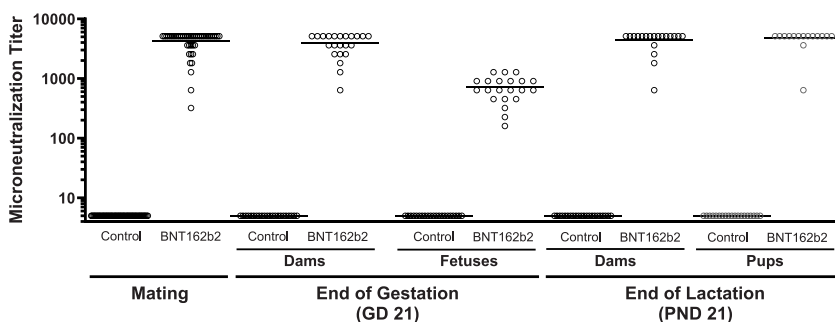 Microneutralization Titer
10000
1000
100
10
Control BNT162b2 Control BNT162b2 Control BNT162b2 Control BNT162b2 Control BNT162b2
Dams Fetuses Dams Pups
Mating End of Gestation End of Lactation
(GD 21) (PND 21)